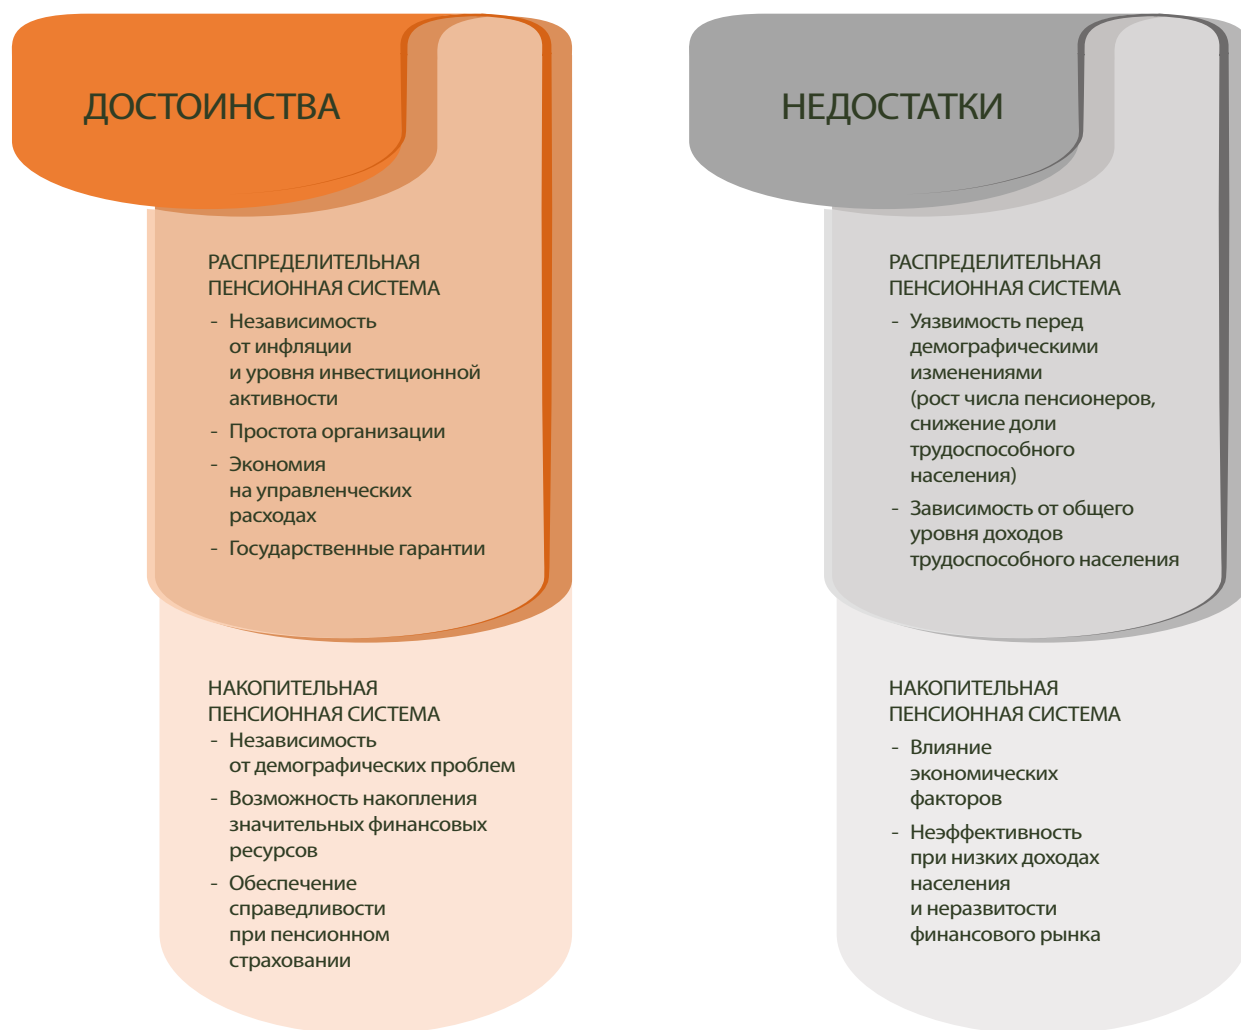 ДОСТОИНСТВА
РАСПРЕДЕЛИТЕЛЬНАЯ
ПЕНСИОННАЯ СИСТЕМА
- Независимость
от инфляции
и уровня инвестиционной
активности
- Простота организации
- Экономия
на управленческих
расходах
- Государственные гарантии
НАКОПИТЕЛЬНАЯ
ПЕНСИОННАЯ СИСТЕМА
- Независимость
от демографических проблем
- Возможность накопления
значительных финансовых
ресурсов
- Обеспечение
справедливости
при пенсионном
страховании
НЕДОСТАТКИ
РАСПРЕДЕЛИТЕЛЬНАЯ
ПЕНСИОННАЯ СИСТЕМА
- Уязвимость перед
демографическими
изменениями
(рост числа пенсионеров,
снижение доли
трудоспособного
населения)
- Зависимость от общего
уровня доходов
трудоспособного населения
НАКОПИТЕЛЬНАЯ
ПЕНСИОННАЯ СИСТЕМА
- Влияние
экономических
факторов
- Неэффективность
при низких доходах
населения
и неразвитости
финансового рынка